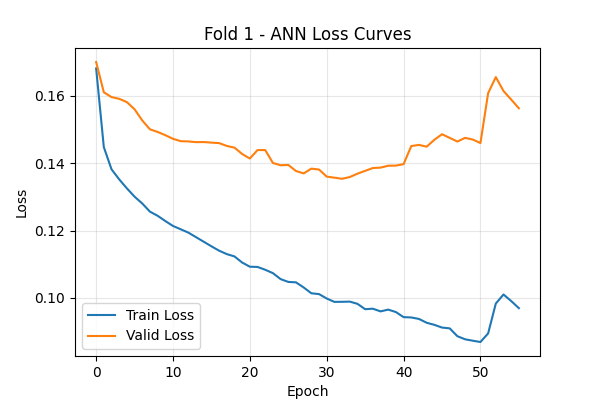 Fold 1 - ANN Loss Curves
0.16
0.14
0.12
0.10
Loss
Train Loss
Valid Loss
0 10 20 30 40 50
Epoch